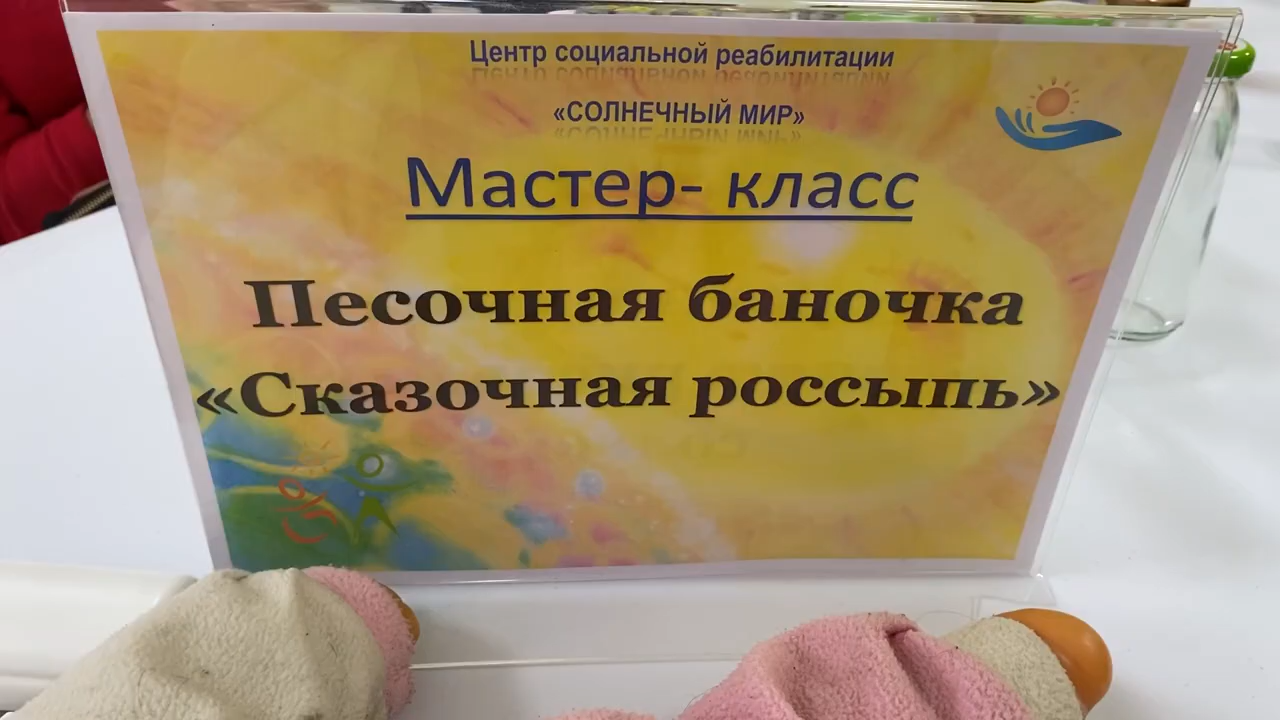 Центр социальной реабилитации
«СОЛНЕЧНЫЙ МИР»
Мастер- класс
Песочная баночка
«Сказочная россыпь»